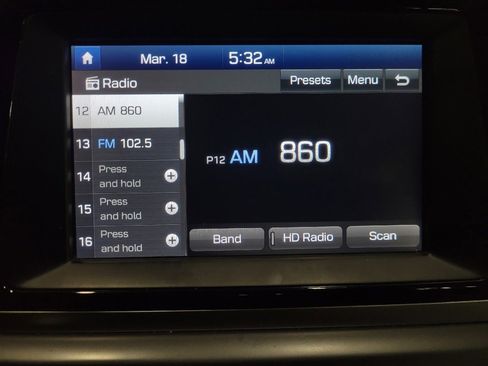 Mar. 18 5:32 AM
Radio Presets Menu
12 AM 860
13 FM 102.5
P12 AM 860
14 Press
and hold
15 Press
and hold
16 Press
and hold
Band HD Radio Scan